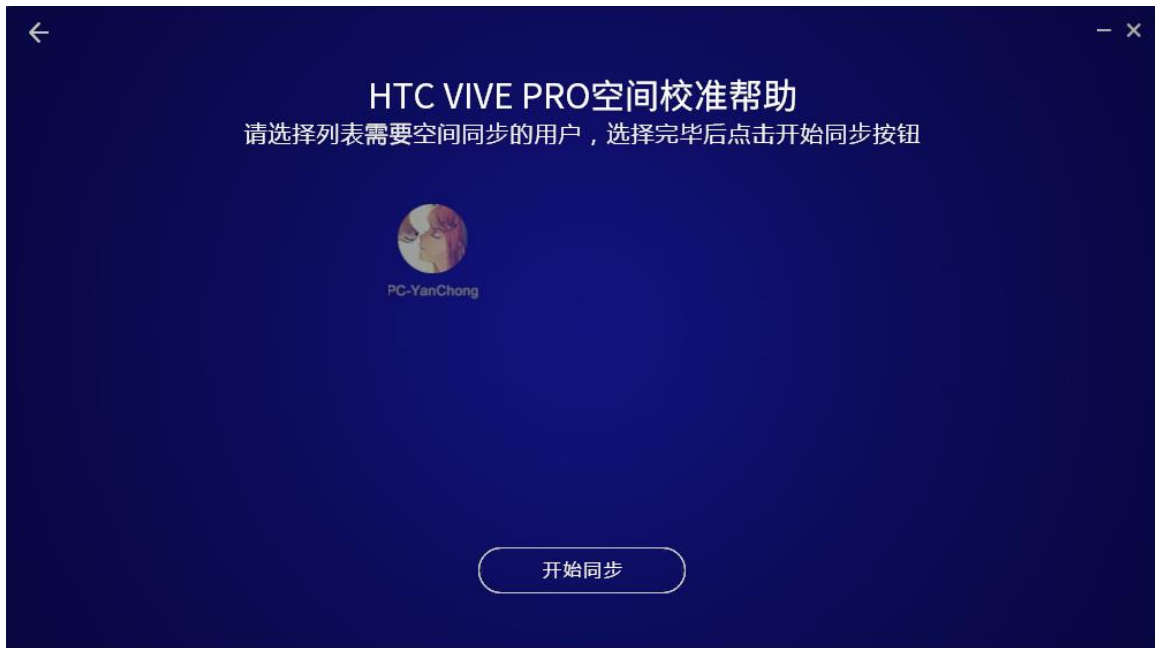 HTC VIVE PRO空间校准帮助
请选择列表需要空间同步的用户，选择完毕后点击开始同步按钮
PC-YanChong
开始同步